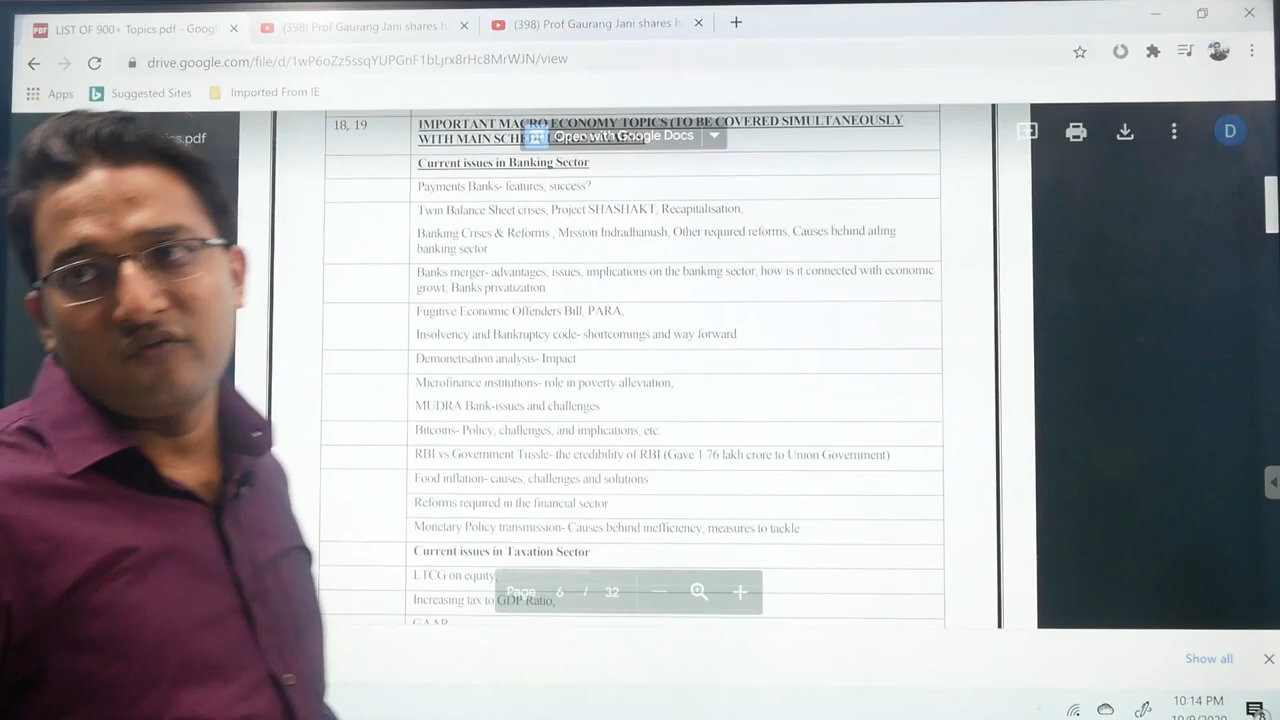 LIST OF 900+ Topics pdf - Googl
(398) Prof Gaurang Jani shares h
(398) Prof Gaurang Jani shares h
drive.google.com/file/d/1wP6oZz5ssqYUPGnF1bLjrx8rHc8MrWJN/view
Apps
Suggested Sites
Imported From IE
cs.pdf
Open with Google Docs
D
18, 19
IMPORTANT MACRO ECONOMY TOPICS (TO BE COVERED SIMULTANEOUSLY
WITH MAIN
Current issues in Banking Sector
Payments Banks- features, success?
Twin Balance Sheet crises, Project SHASHAKT, Recapitalisation,
Banking Crises & Reforms , Mission Indradhanush, Other required reforms, Causes behind ailing
banking sector
Banks merger- advantages, issues, implications on the banking sector, how is it connected with economic
growt, Banks privatization
Fugitive Economic Offenders Bill, PARA,
Insolvency and Bankruptcy code- shortcomings and way forward
Demonetisation analysis- Impact
Microfinance institutions- role in poverty alleviation,
MUDRA Bank-issues and challenges
Bitcoins- Policy, challenges, and implications, etc.
RBI vs Government Tussle- the credibility of RBI (Gave 1 76 lakh crore to Union Government)
Food inflation- causes, challenges and solutions
Reforms required in the financial sector
Monetary Policy transmission- Causes behind inefficiency, measures to tackle
Current issues in Taxation Sector
LTCG on equity,
Increasing tax to GDP Ratio,
GAAR
Page 6 / 32
Show all
10:14 PM
10/9/2020